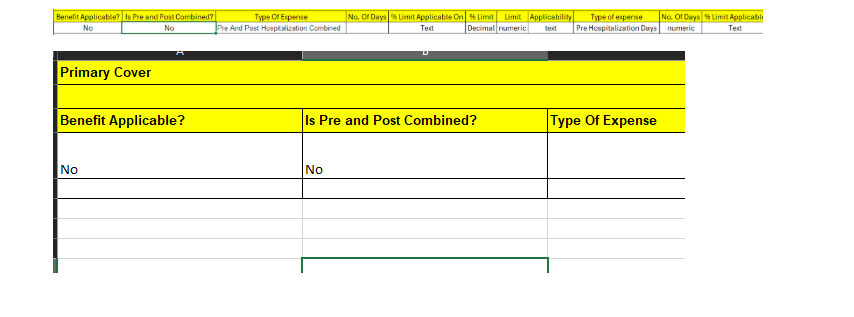 Benefit Applicable? Is Pre and Post Combined? Type Of Expense No. Of Days % Limit Applicable On % Limit Limit Applicability Type of expense No. Of Days % Limit Applicabl
No No Pre And Post Hospitalization Combined Text Decimal numeric text Pre Hospitalization Days numeric Text
A
Primary Cover
Benefit Applicable? Is Pre and Post Combined? Type Of Expense
No No